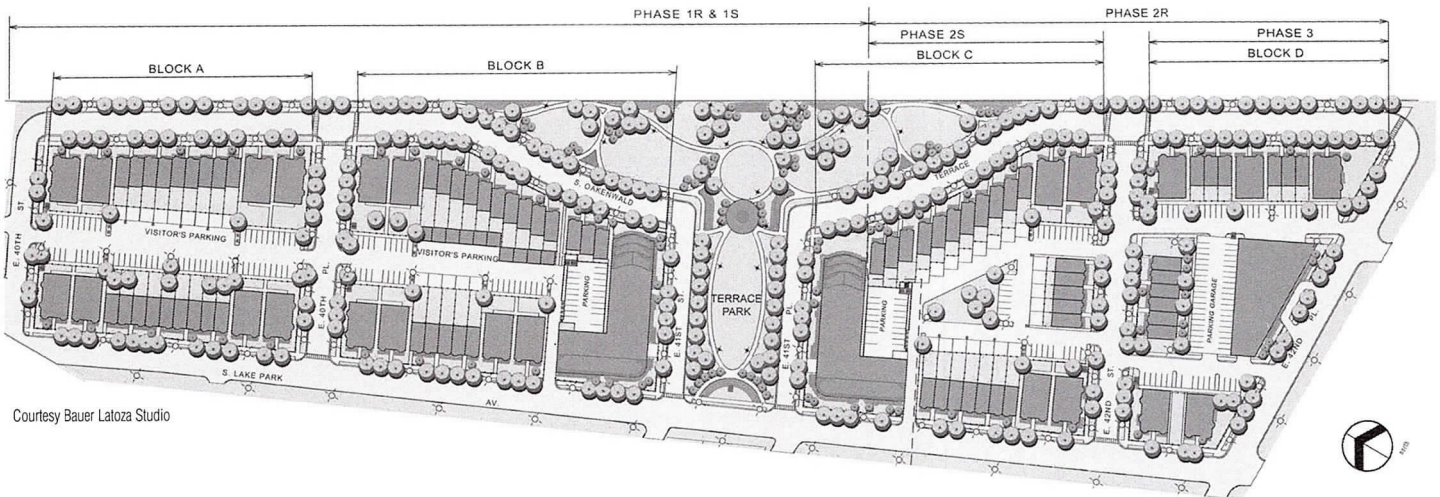 PHASE 1R & 1S
PHASE 2R
PHASE 2S
PHASE 3
BLOCK A
BLOCK B
BLOCK C
BLOCK D
S. OAKENWALD
TERRACE
E. 40TH ST
VISITOR'S PARKING
E. 40TH PL.
VISITOR'S PARKING
PARKING
E. 41ST ST.
TERRACE PARK
E. 41ST PL.
PARKING
E. 42ND ST.
PARKING GARAGE
E. 42ND PL.
S. LAKE PARK AV.
Courtesy Bauer Latoza Studio